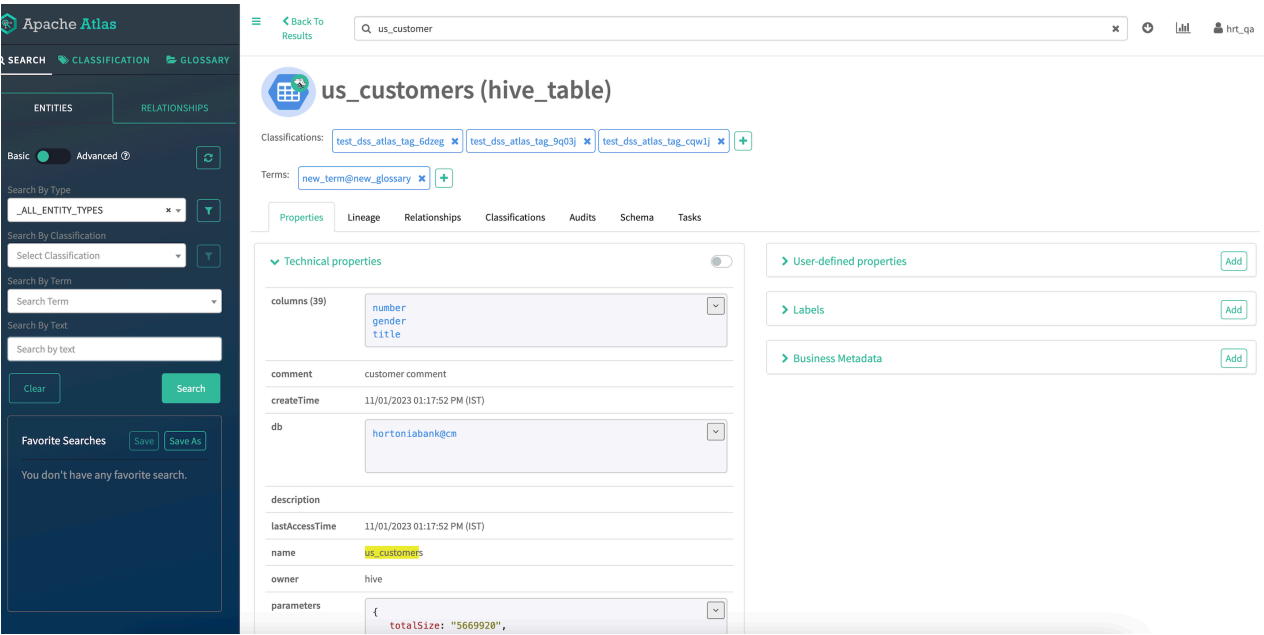 Apache Atlas
SEARCH CLASSIFICATION GLOSSARY
ENTITIES RELATIONSHIPS
Basic Advanced
Search By Type
_ALL_ENTITY_TYPES
Search By Classification
Select Classification
Search By Term
Search Term
Search By Text
Search by text
Clear Search
Favorite Searches Save Save As
You don't have any favorite search.
Back To
Results
us_customer
hrt_qa
us_customers (hive_table)
Classifications: test_dss_atlas_tag_6dzeg test_dss_atlas_tag_9q03j test_dss_atlas_tag_cqw1j
Terms: new_term@new_glossary
Properties Lineage Relationships Classifications Audits Schema Tasks
Technical properties
columns (39)
number
gender
title
comment customer comment
createTime 11/01/2023 01:17:52 PM (IST)
db
hortoniabank@cm
description
lastAccessTime 11/01/2023 01:17:52 PM (IST)
name us_customers
owner hive
parameters
{
totalSize: "5669920",
User-defined properties Add
Labels Add
Business Metadata Add